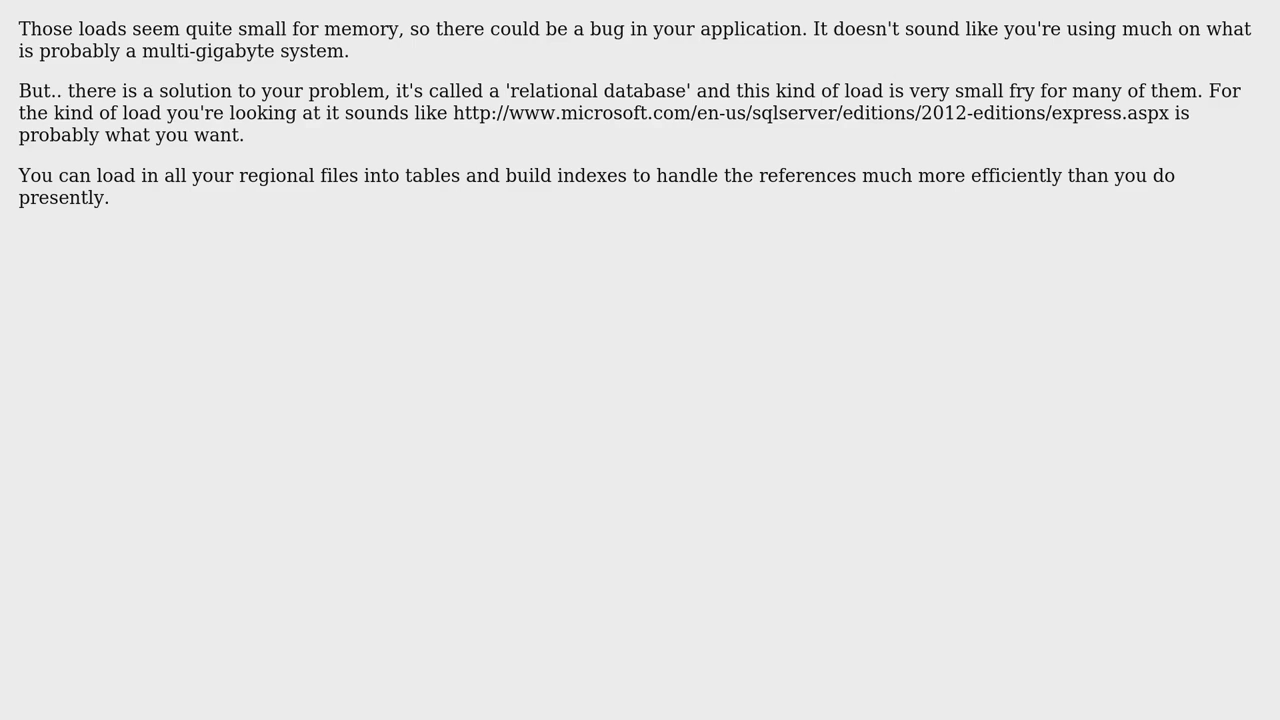 Those loads seem quite small for memory, so there could be a bug in your application. It doesn't sound like you're using much on what
is probably a multi-gigabyte system.
But.. there is a solution to your problem, it's called a 'relational database' and this kind of load is very small fry for many of them. For
the kind of load you're looking at it sounds like http://www.microsoft.com/en-us/sqlserver/editions/2012-editions/express.aspx is
probably what you want.
You can load in all your regional files into tables and build indexes to handle the references much more efficiently than you do
presently.